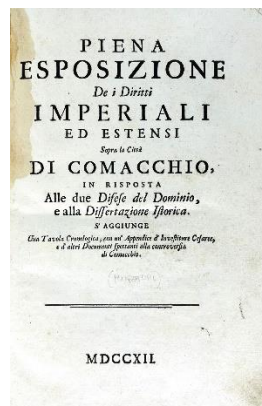 PIENA
ESPOSIZIONE
De i Diritti
IMPERIALI
ED ESTENSI
Sopra la Città
DI COMACCHIO,
IN RISPOSTA
Alle due Difese del Dominio,
e alla Dissertazione Istorica.
S'AGGIUNGE
Una Tavola Cronologica, con un' Appendice d' Investiture Cesaree,
e d'altri Documenti spettanti alla controversia
di Comacchio.
MDCCXII.